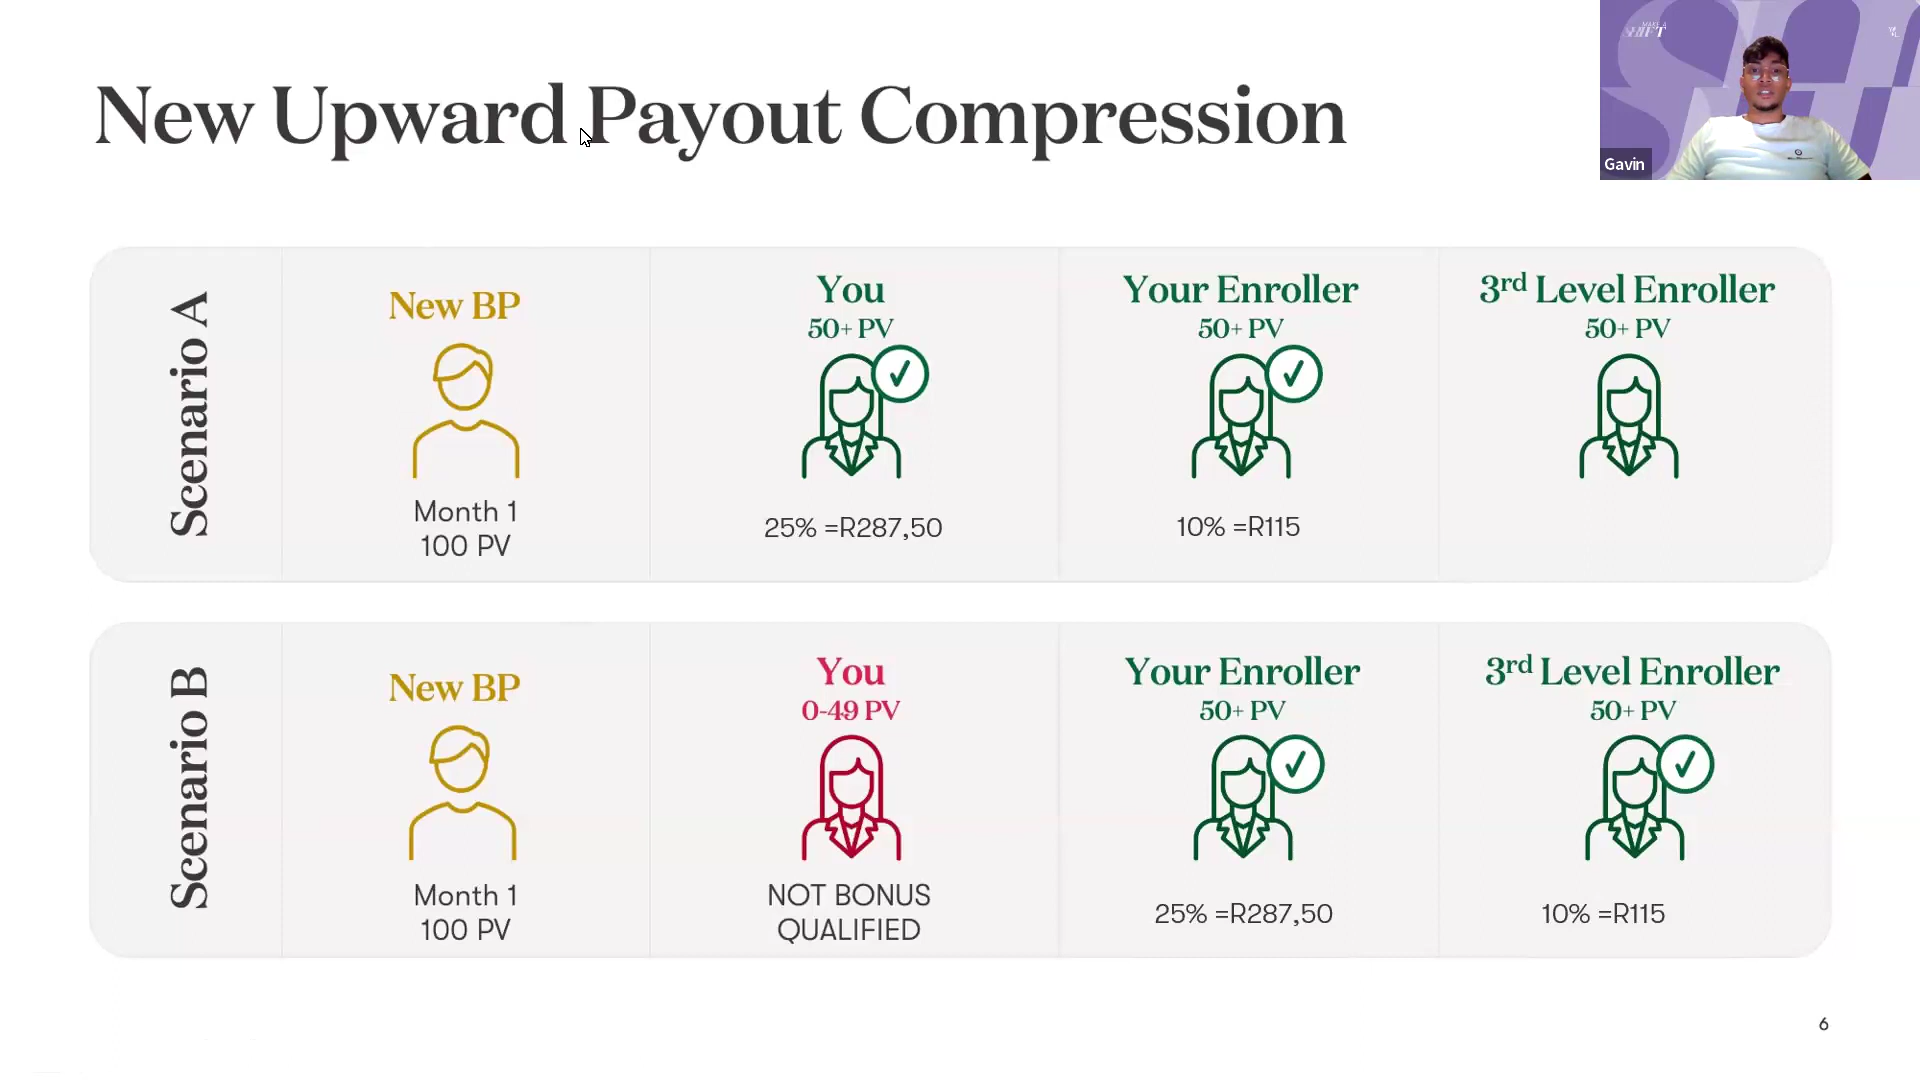 New Upward Payout Compression
MAKE A
SHIFT
Gavin
Scenario A
New BP
Month 1
100 PV
You
50+ PV
25% =R287,50
Your Enroller
50+ PV
10% =R115
3rd Level Enroller
50+ PV
Scenario B
New BP
Month 1
100 PV
You
0-49 PV
NOT BONUS
QUALIFIED
Your Enroller
50+ PV
25% =R287,50
3rd Level Enroller
50+ PV
10% =R115
6